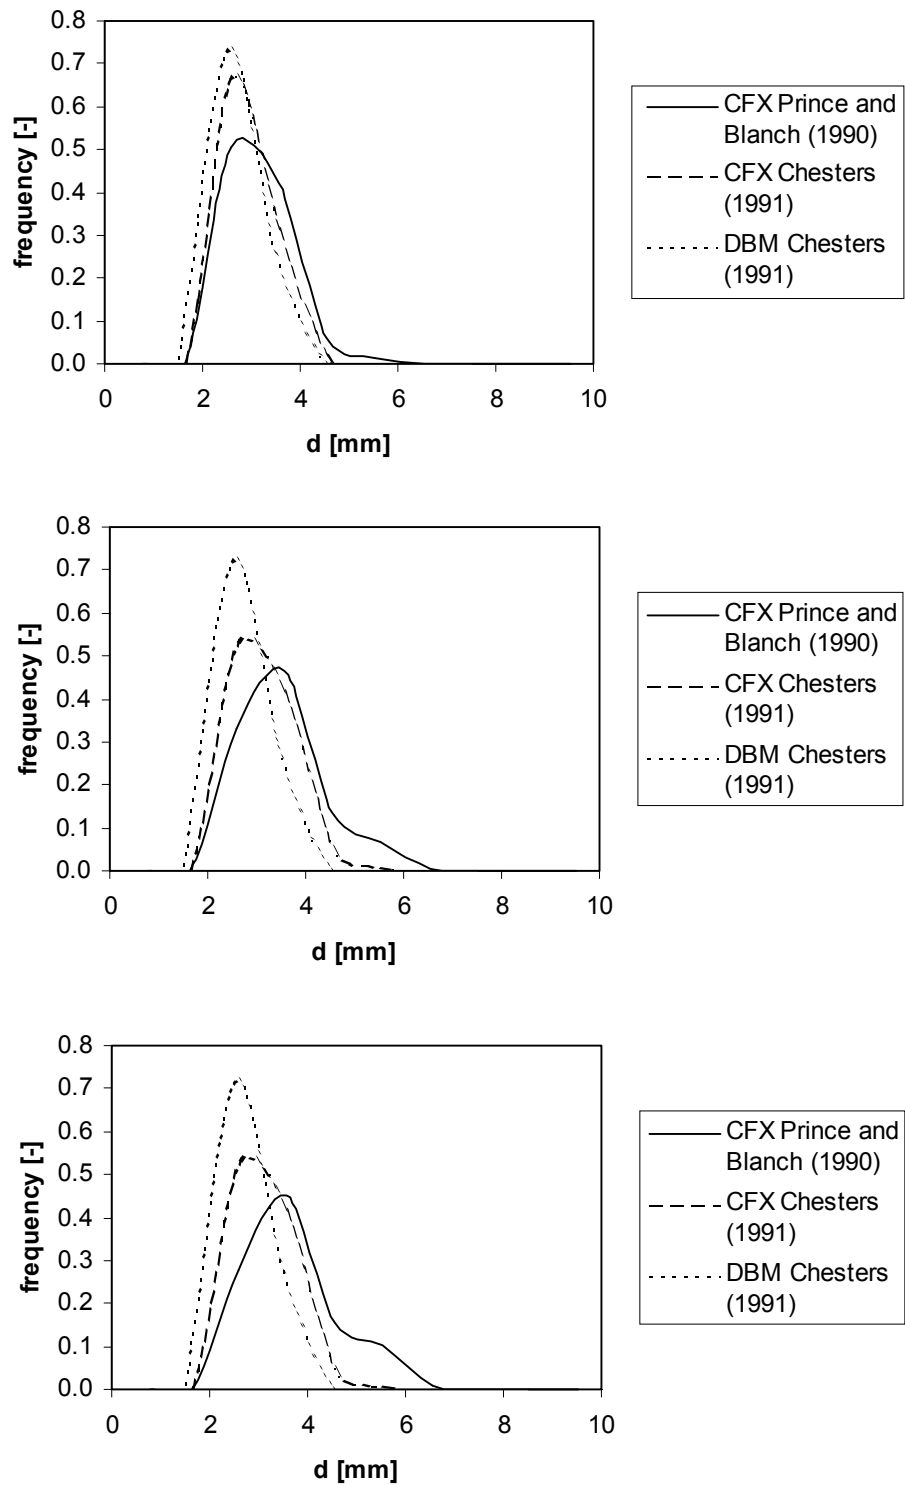 0.8
0.7
0.6
0.5
0.4
0.3
0.2
0.1
0.0
frequency [-]
0 2 4 6 8 10
d [mm]
CFX Prince and
Blanch (1990)
CFX Chesters
(1991)
DBM Chesters
(1991)
0.8
0.7
0.6
0.5
0.4
0.3
0.2
0.1
0.0
frequency [-]
0 2 4 6 8 10
d [mm]
CFX Prince and
Blanch (1990)
CFX Chesters
(1991)
DBM Chesters
(1991)
0.8
0.7
0.6
0.5
0.4
0.3
0.2
0.1
0.0
frequency [-]
0 2 4 6 8 10
d [mm]
CFX Prince and
Blanch (1990)
CFX Chesters
(1991)
DBM Chesters
(1991)